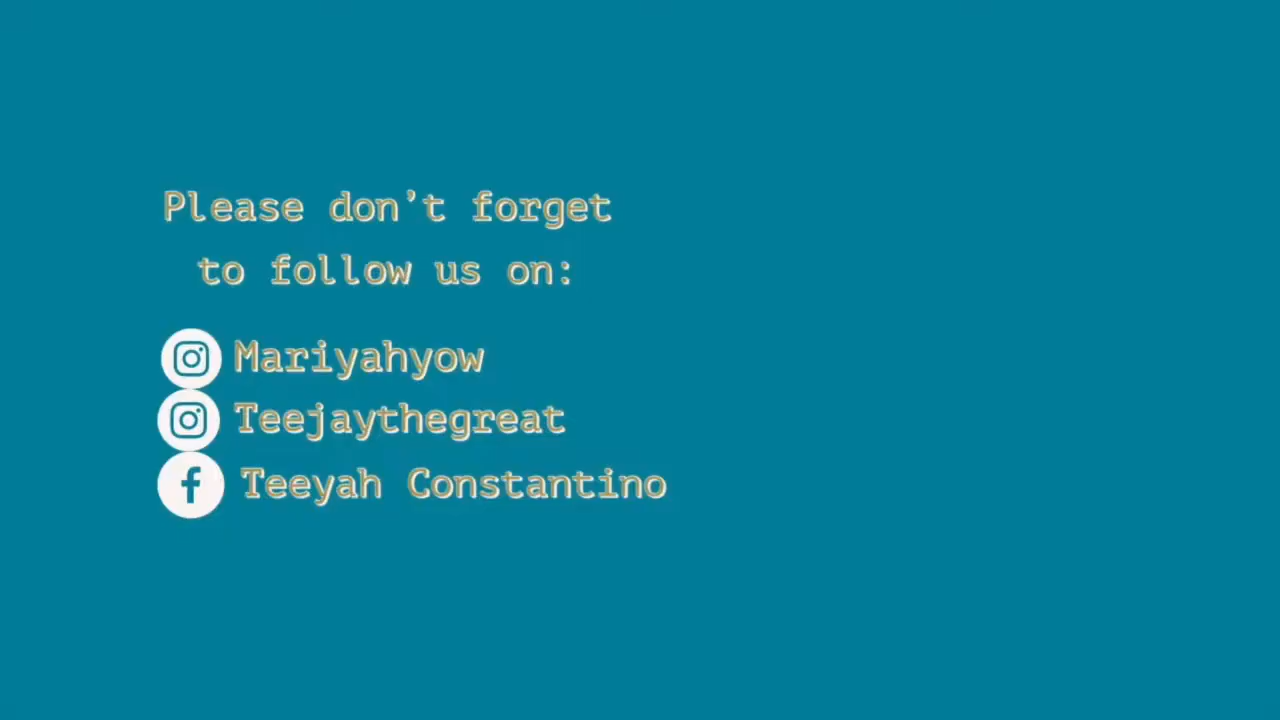 Please don’t forget
to follow us on:
Mariyahyow
Teejaythegreat
Teeyah Constantino